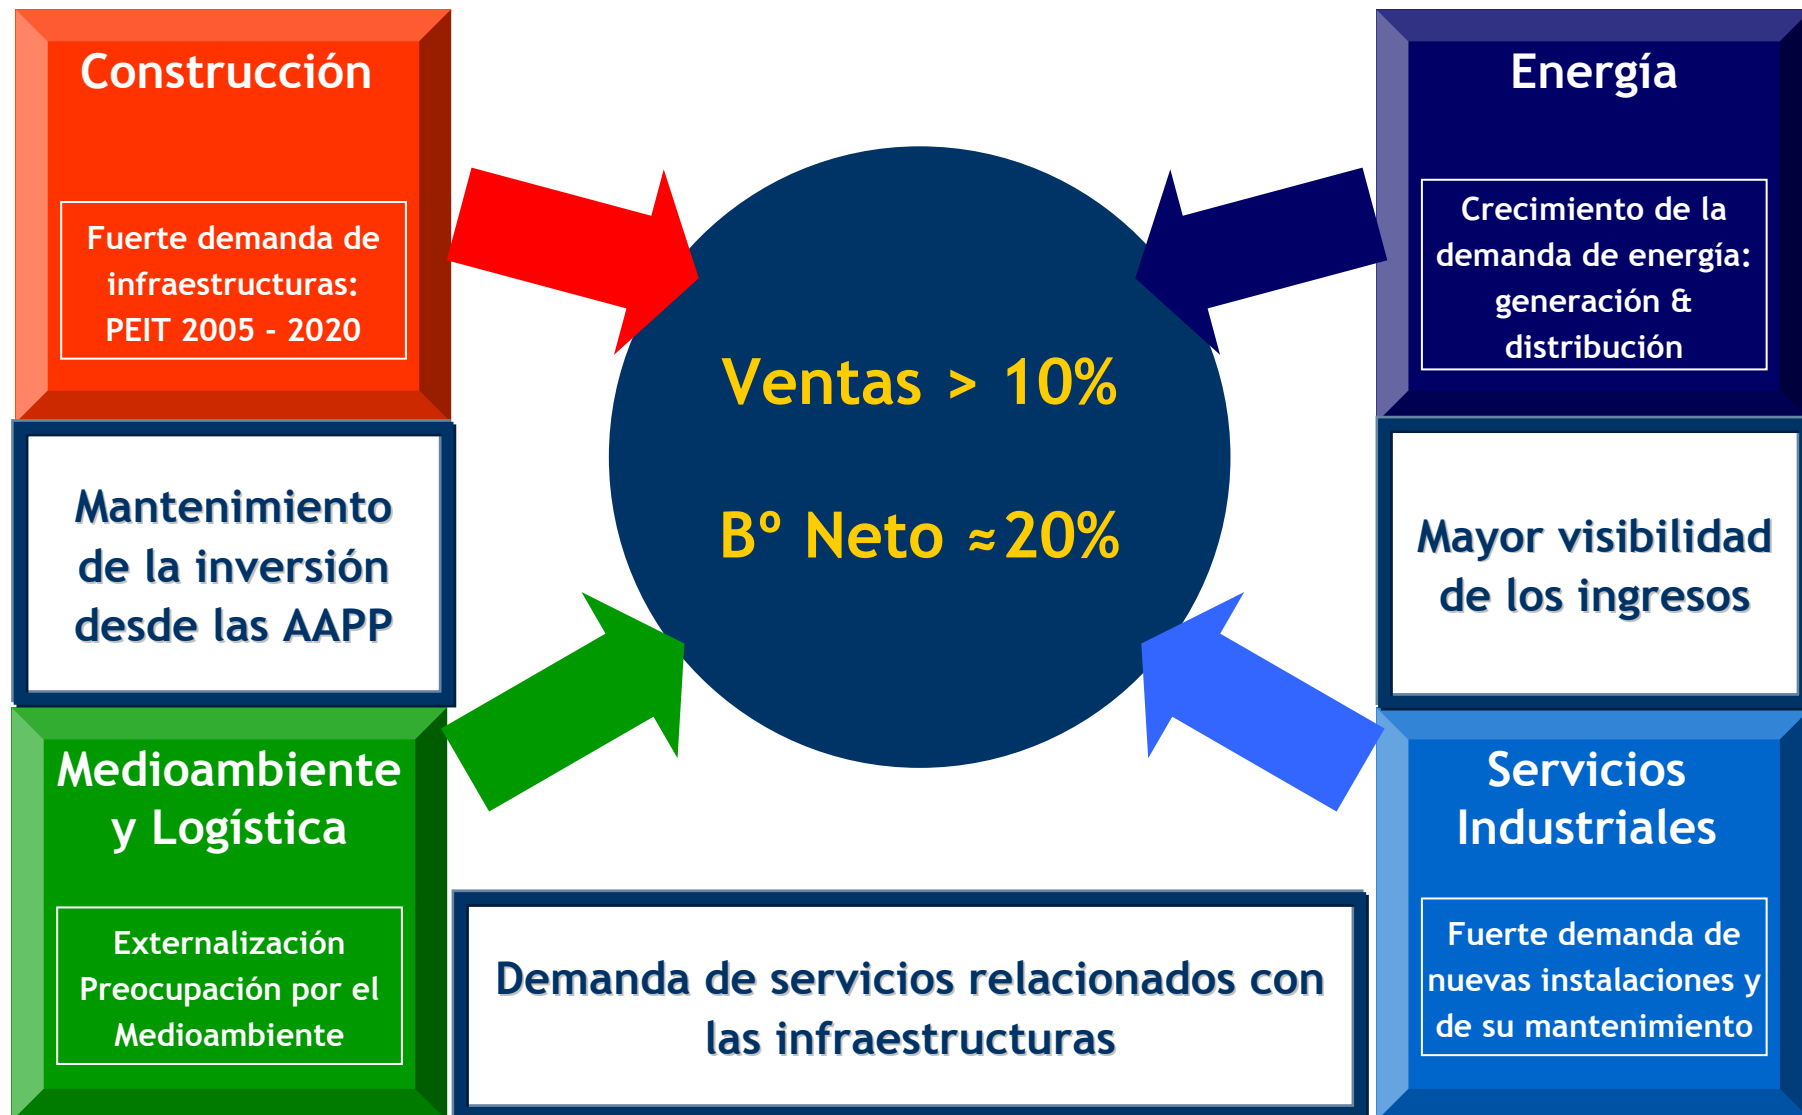 Construcción
Fuerte demanda de
infraestructuras:
PEIT 2005 - 2020
Energía
Crecimiento de la
demanda de energía:
generación &
distribución
Ventas > 10%
Bº Neto ≈20%
Mantenimiento
de la inversión
desde las AAPP
Mayor visibilidad
de los ingresos
Medioambiente
y Logística
Externalización
Preocupación por el
Medioambiente
Demanda de servicios relacionados con
las infraestructuras
Servicios
Industriales
Fuerte demanda de
nuevas instalaciones y
de su mantenimiento